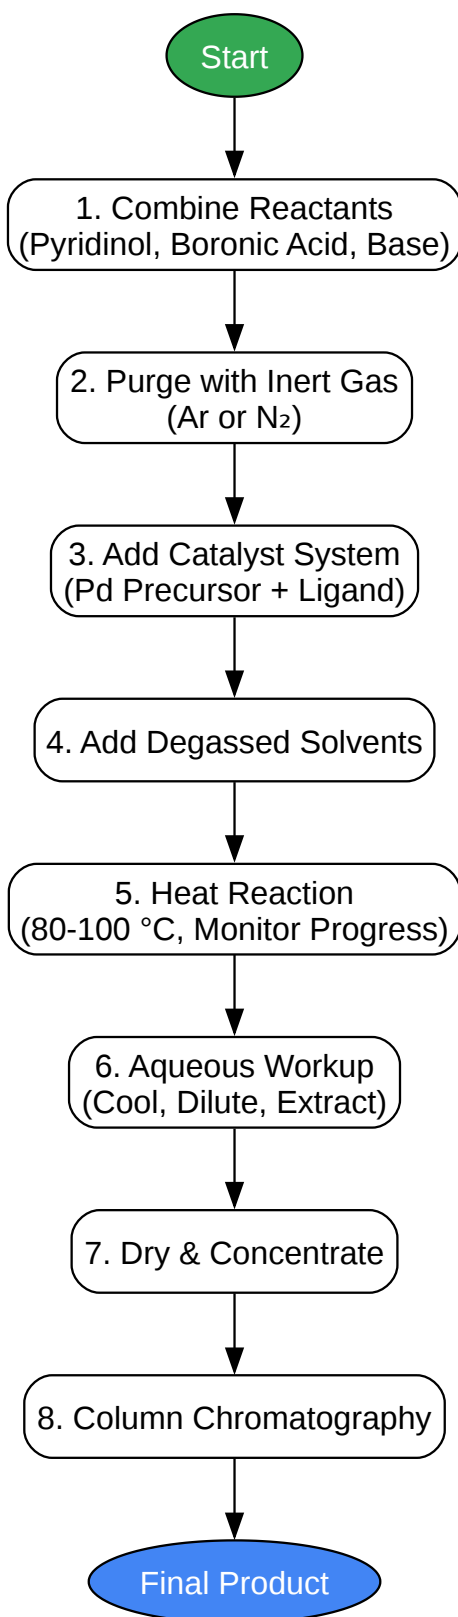 Start
1. Combine Reactants
(Pyridinol, Boronic Acid, Base)
2. Purge with Inert Gas
(Ar or N₂)
3. Add Catalyst System
(Pd Precursor + Ligand)
4. Add Degassed Solvents
5. Heat Reaction
(80-100 °C, Monitor Progress)
6. Aqueous Workup
(Cool, Dilute, Extract)
7. Dry & Concentrate
8. Column Chromatography
Final Product